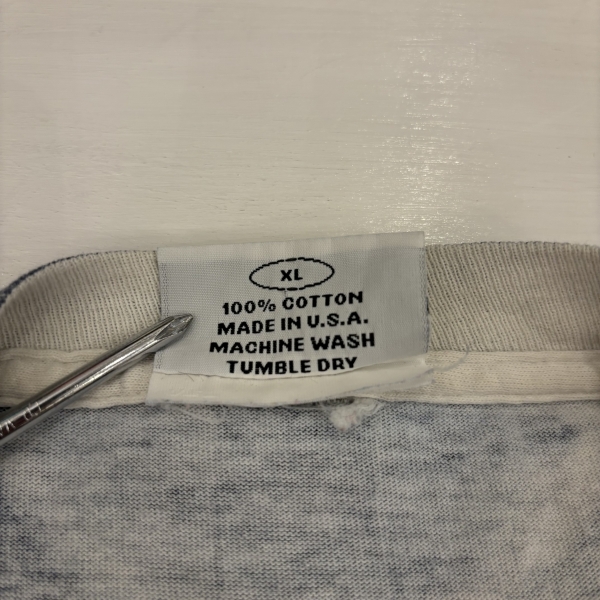 XL
100% COTTON
MADE IN U.S.A.
MACHINE WASH
TUMBLE DRY